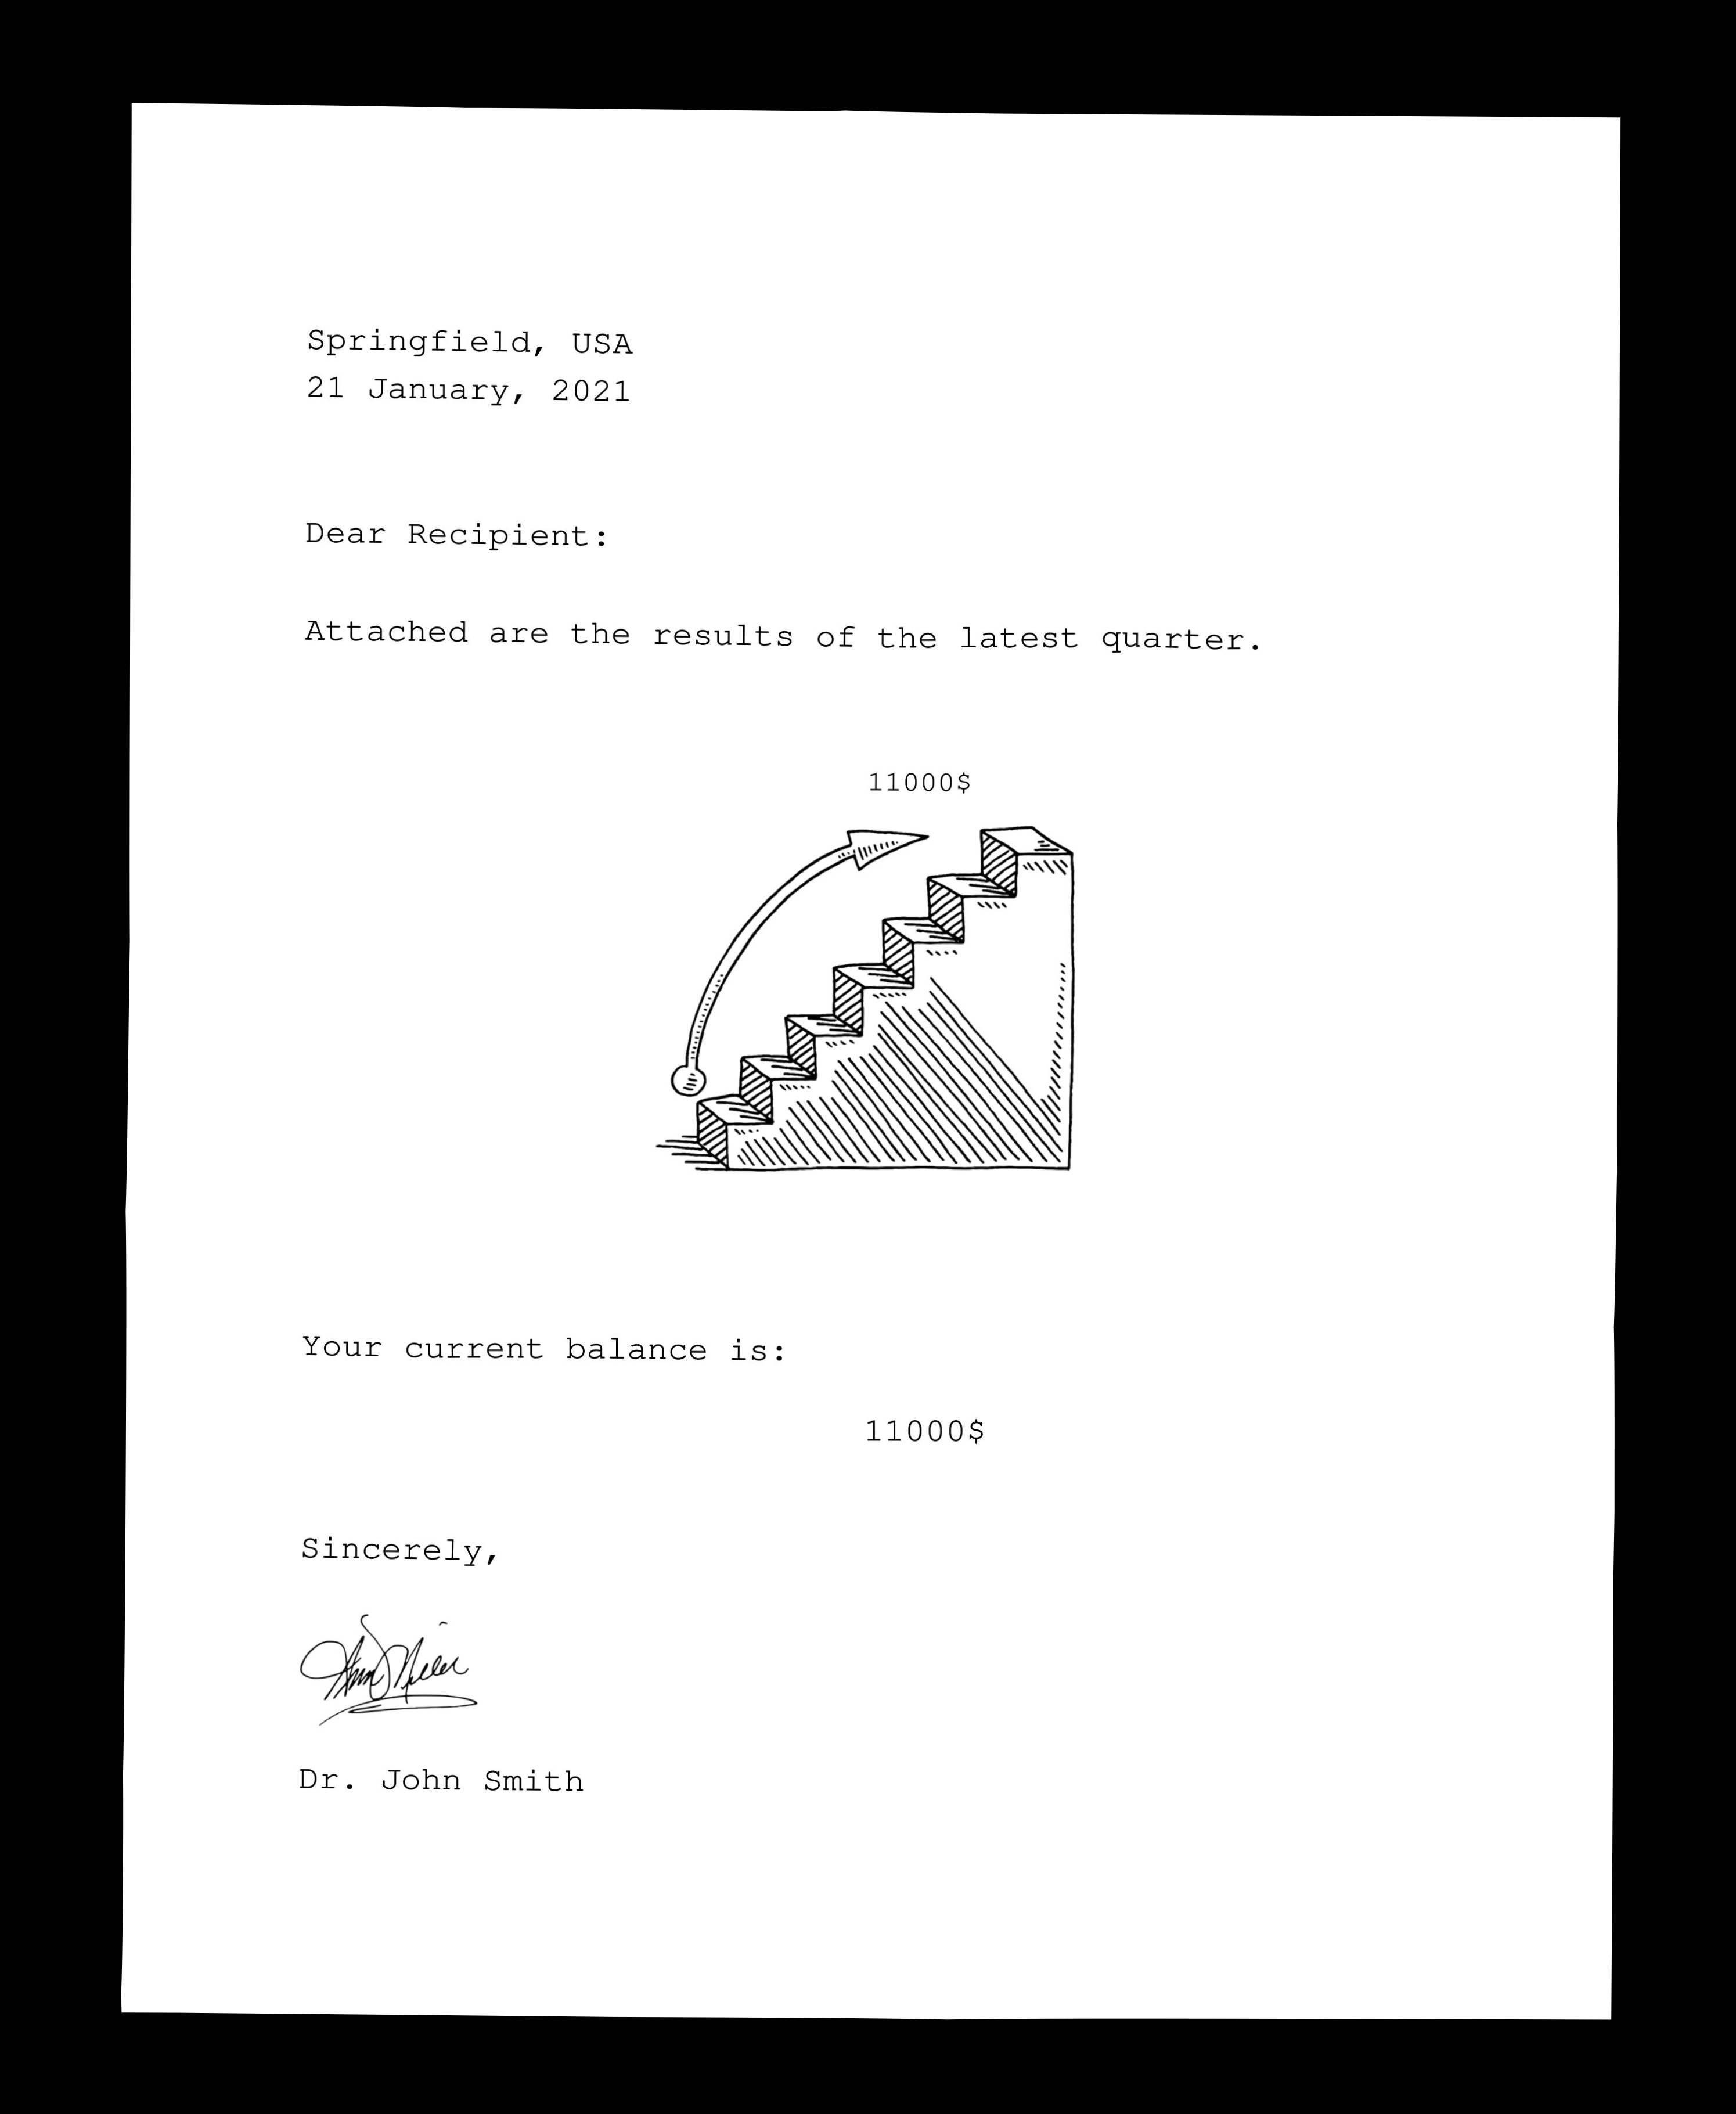 Springfield, USA
21 January, 2021
Dear Recipient:
Attached are the results of the latest quarter.
11000$
Your current balance is:
11000$
Sincerely,
Dr. John Smith